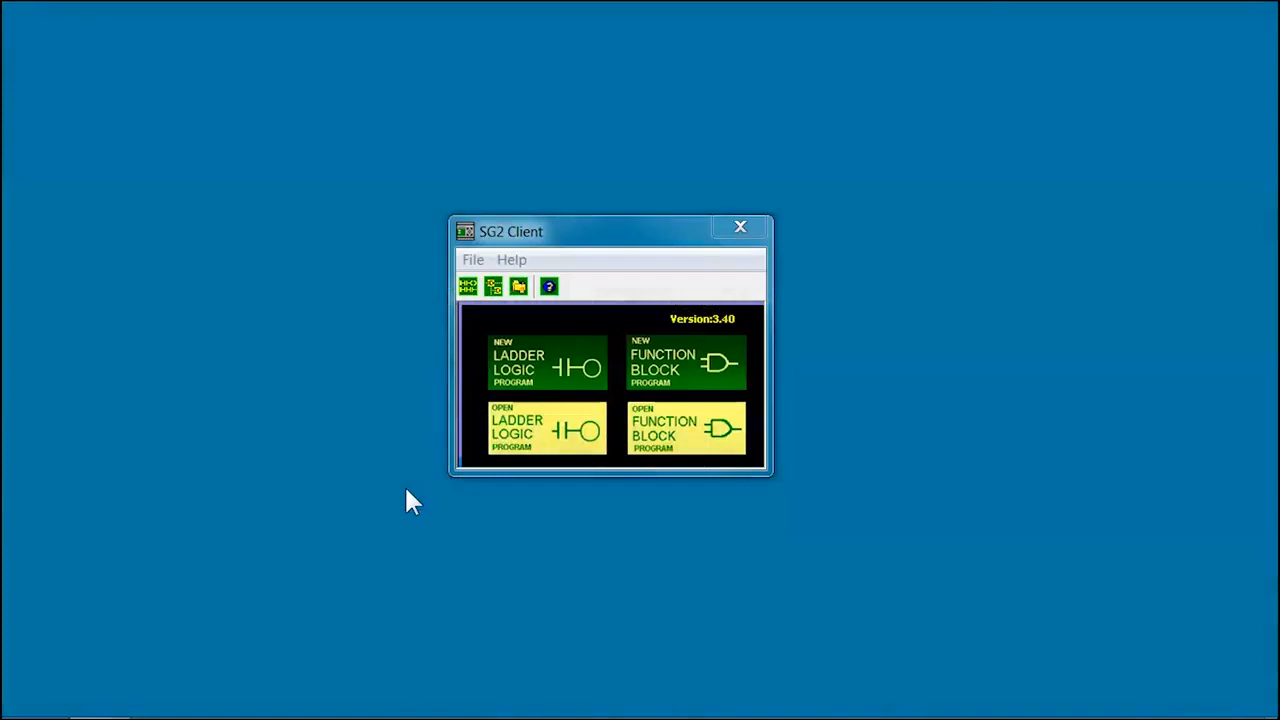 SG2 Client
File Help
Version:3.40
NEW
LADDER
LOGIC
PROGRAM
NEW
FUNCTION
BLOCK
PROGRAM
OPEN
LADDER
LOGIC
PROGRAM
OPEN
FUNCTION
BLOCK
PROGRAM